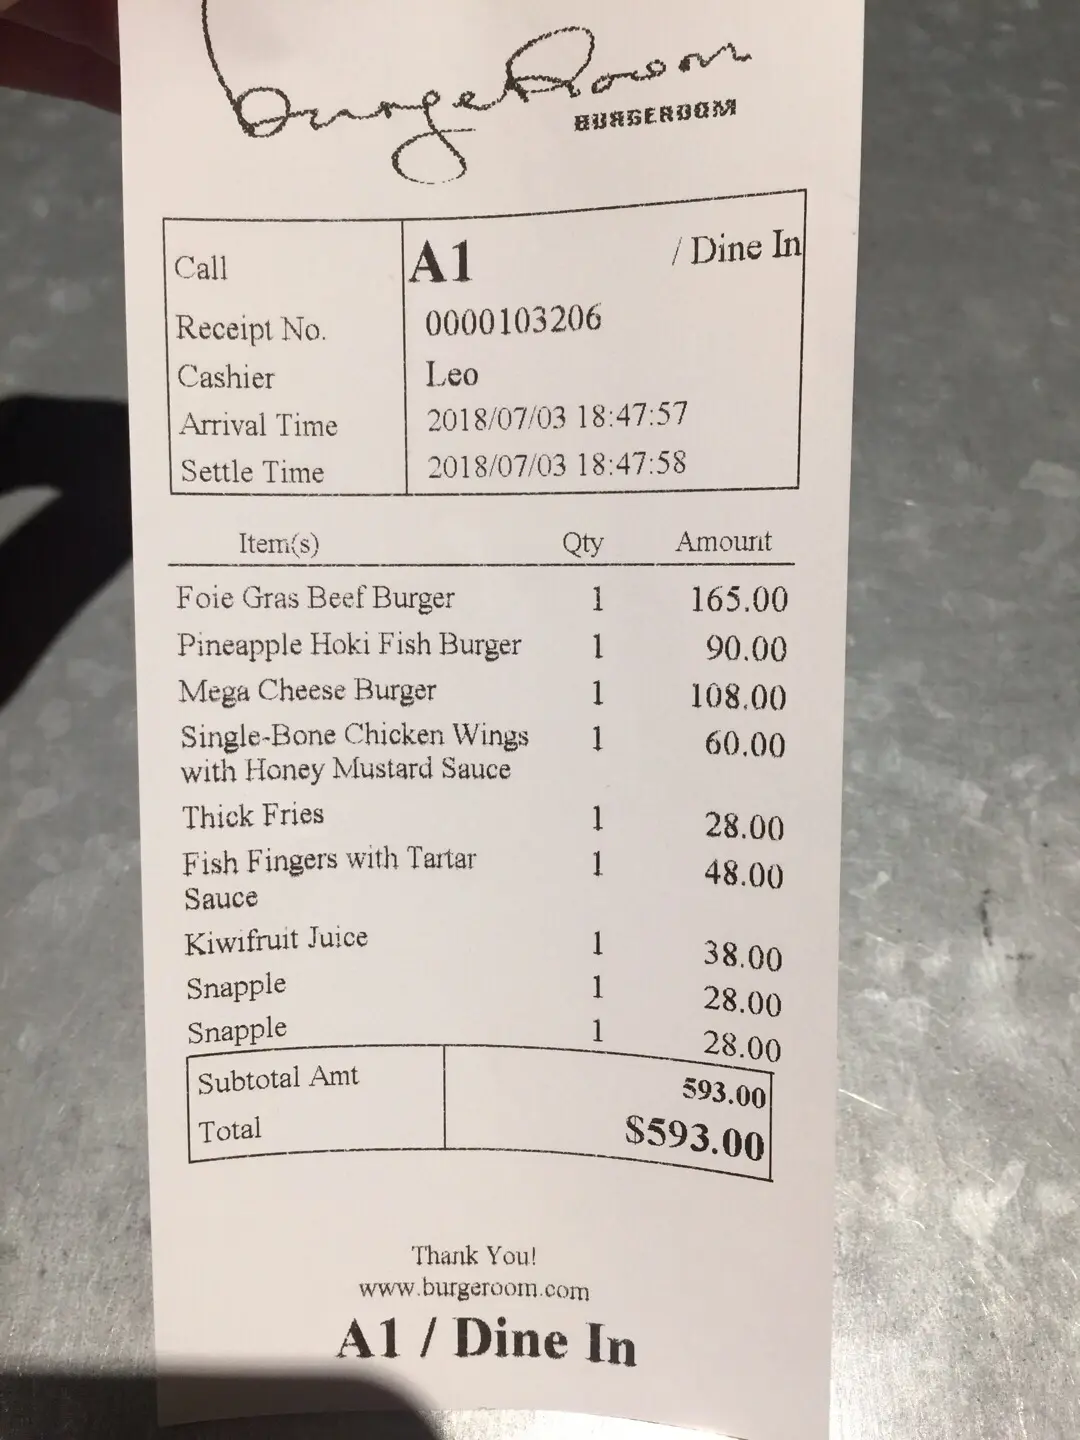 BurgeRoom
BURGEROOM
Call A1 / Dine In
Receipt No. 0000103206
Cashier Leo
Arrival Time 2018/07/03 18:47:57
Settle Time 2018/07/03 18:47:58
Item(s) Qty Amount
Foie Gras Beef Burger 1 165.00
Pineapple Hoki Fish Burger 1 90.00
Mega Cheese Burger 1 108.00
Single-Bone Chicken Wings 1 60.00
with Honey Mustard Sauce
Thick Fries 1 28.00
Fish Fingers with Tartar 1 48.00
Sauce
Kiwifruit Juice 1 38.00
Snapple 1 28.00
Snapple 1 28.00
Subtotal Amt 593.00
Total $593.00
Thank You!
www.burgeroom.com
A1 / Dine In